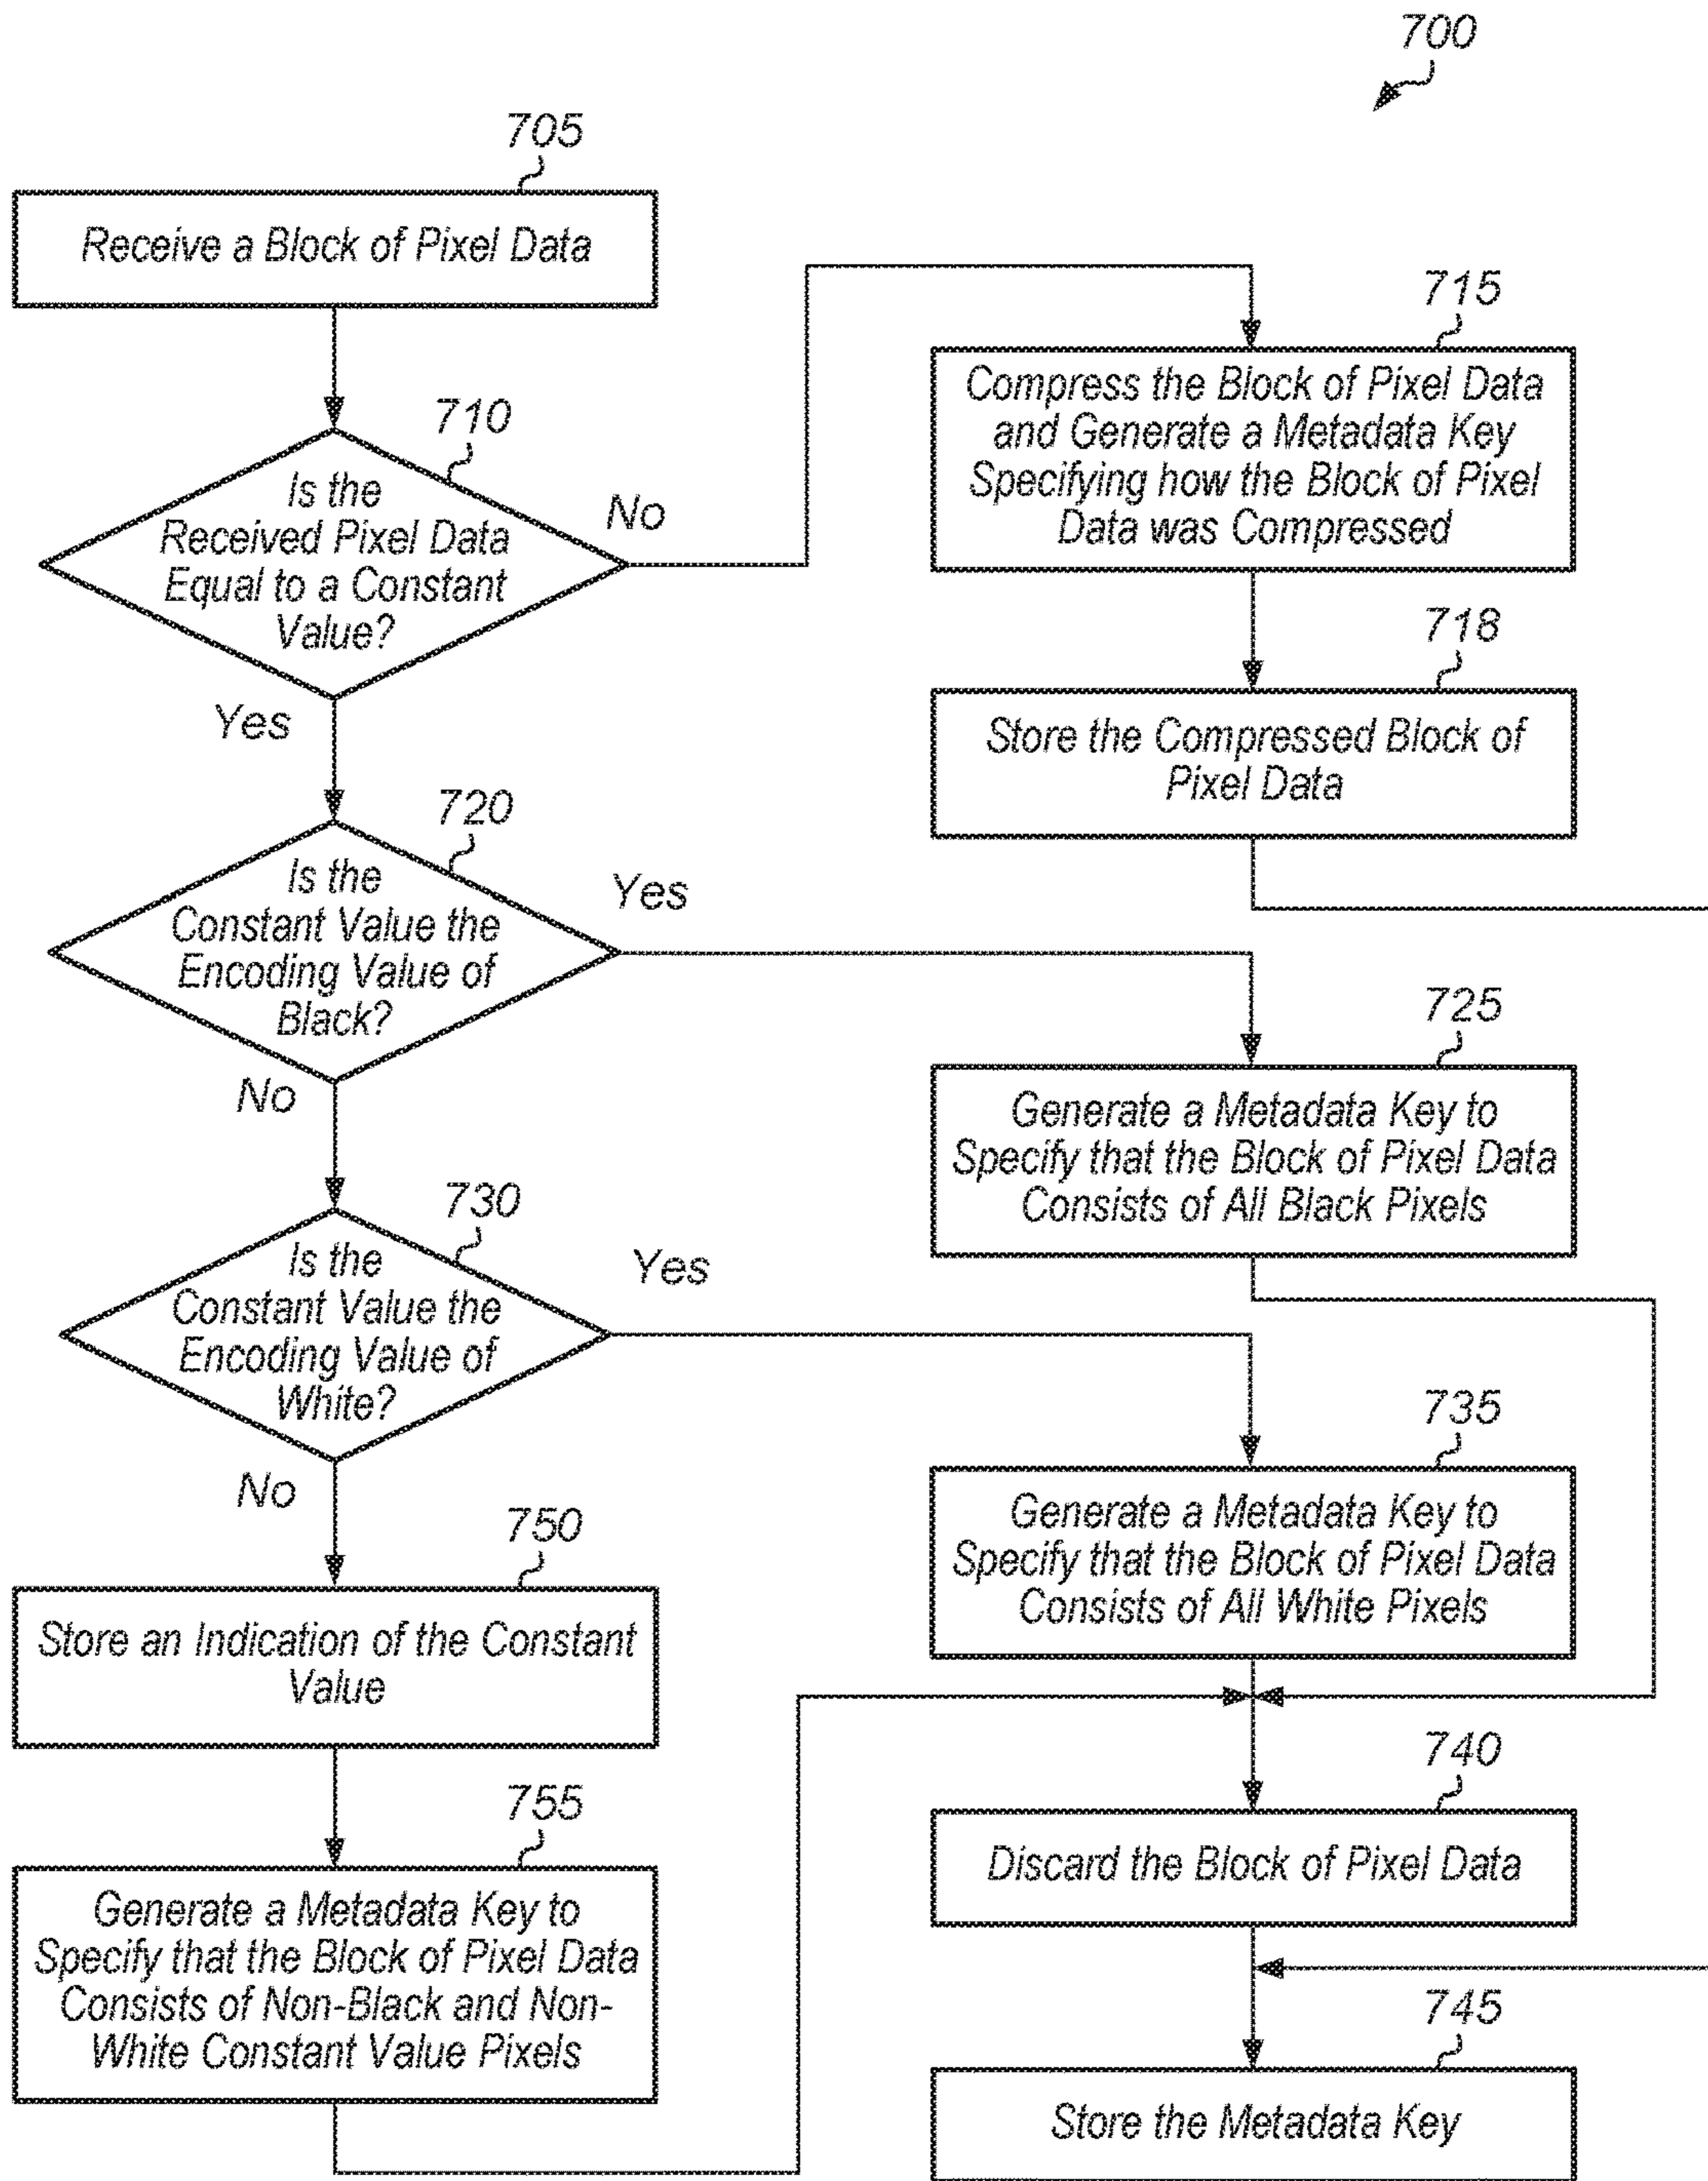 700
705
Receive a Block of Pixel Data
710
Is the
Received Pixel Data
Equal to a Constant
Value?
No
Yes
715
Compress the Block of Pixel Data
and Generate a Metadata Key
Specifying how the Block of Pixel
Data was Compressed
718
Store the Compressed Block of
Pixel Data
720
Is the
Constant Value the
Encoding Value of
Black?
Yes
No
725
Generate a Metadata Key to
Specify that the Block of Pixel Data
Consists of All Black Pixels
730
Is the
Constant Value the
Encoding Value of
White?
Yes
No
735
Generate a Metadata Key to
Specify that the Block of Pixel Data
Consists of All White Pixels
750
Store an Indication of the Constant
Value
755
Generate a Metadata Key to
Specify that the Block of Pixel Data
Consists of Non-Black and Non-
White Constant Value Pixels
740
Discard the Block of Pixel Data
745
Store the Metadata Key